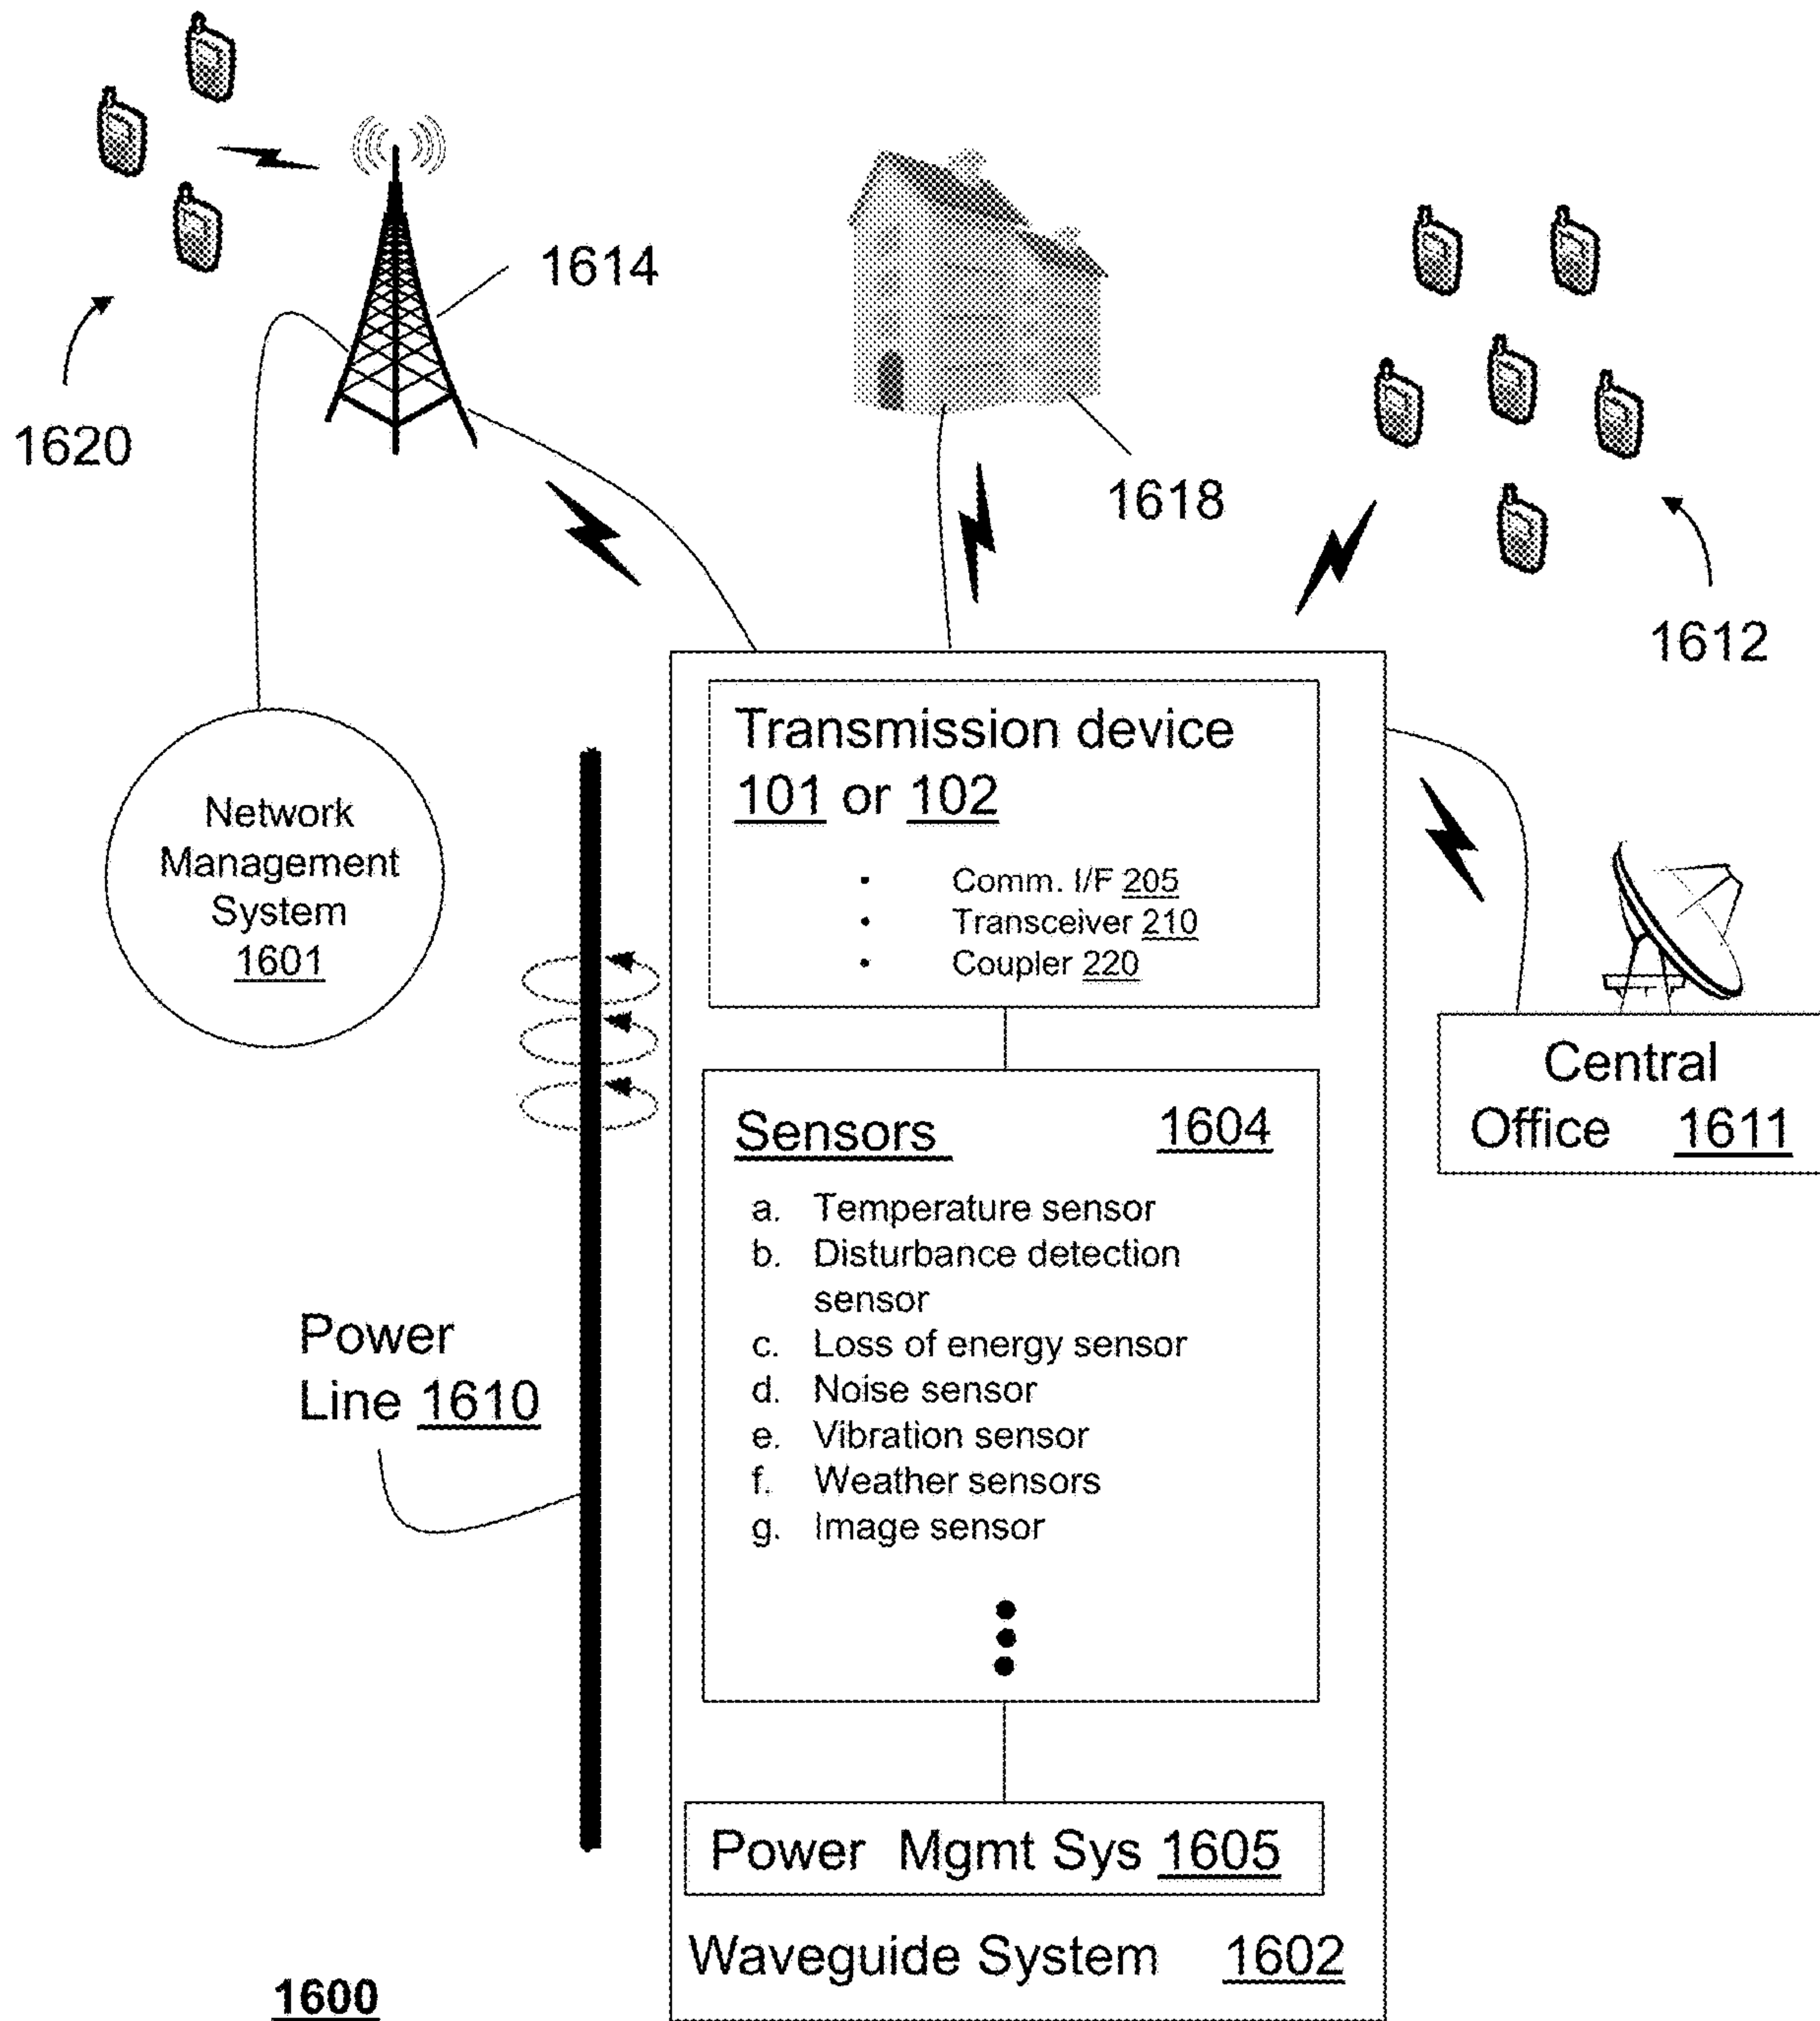 1614
1620
1618
1612
Network
Management
System
1601
Transmission device
101 or 102
• Comm. I/F 205
• Transceiver 210
• Coupler 220
Central
Office 1611
Sensors 1604
a. Temperature sensor
b. Disturbance detection
sensor
c. Loss of energy sensor
d. Noise sensor
e. Vibration sensor
f. Weather sensors
g. Image sensor
Power
Line 1610
Power Mgmt Sys 1605
Waveguide System 1602
1600